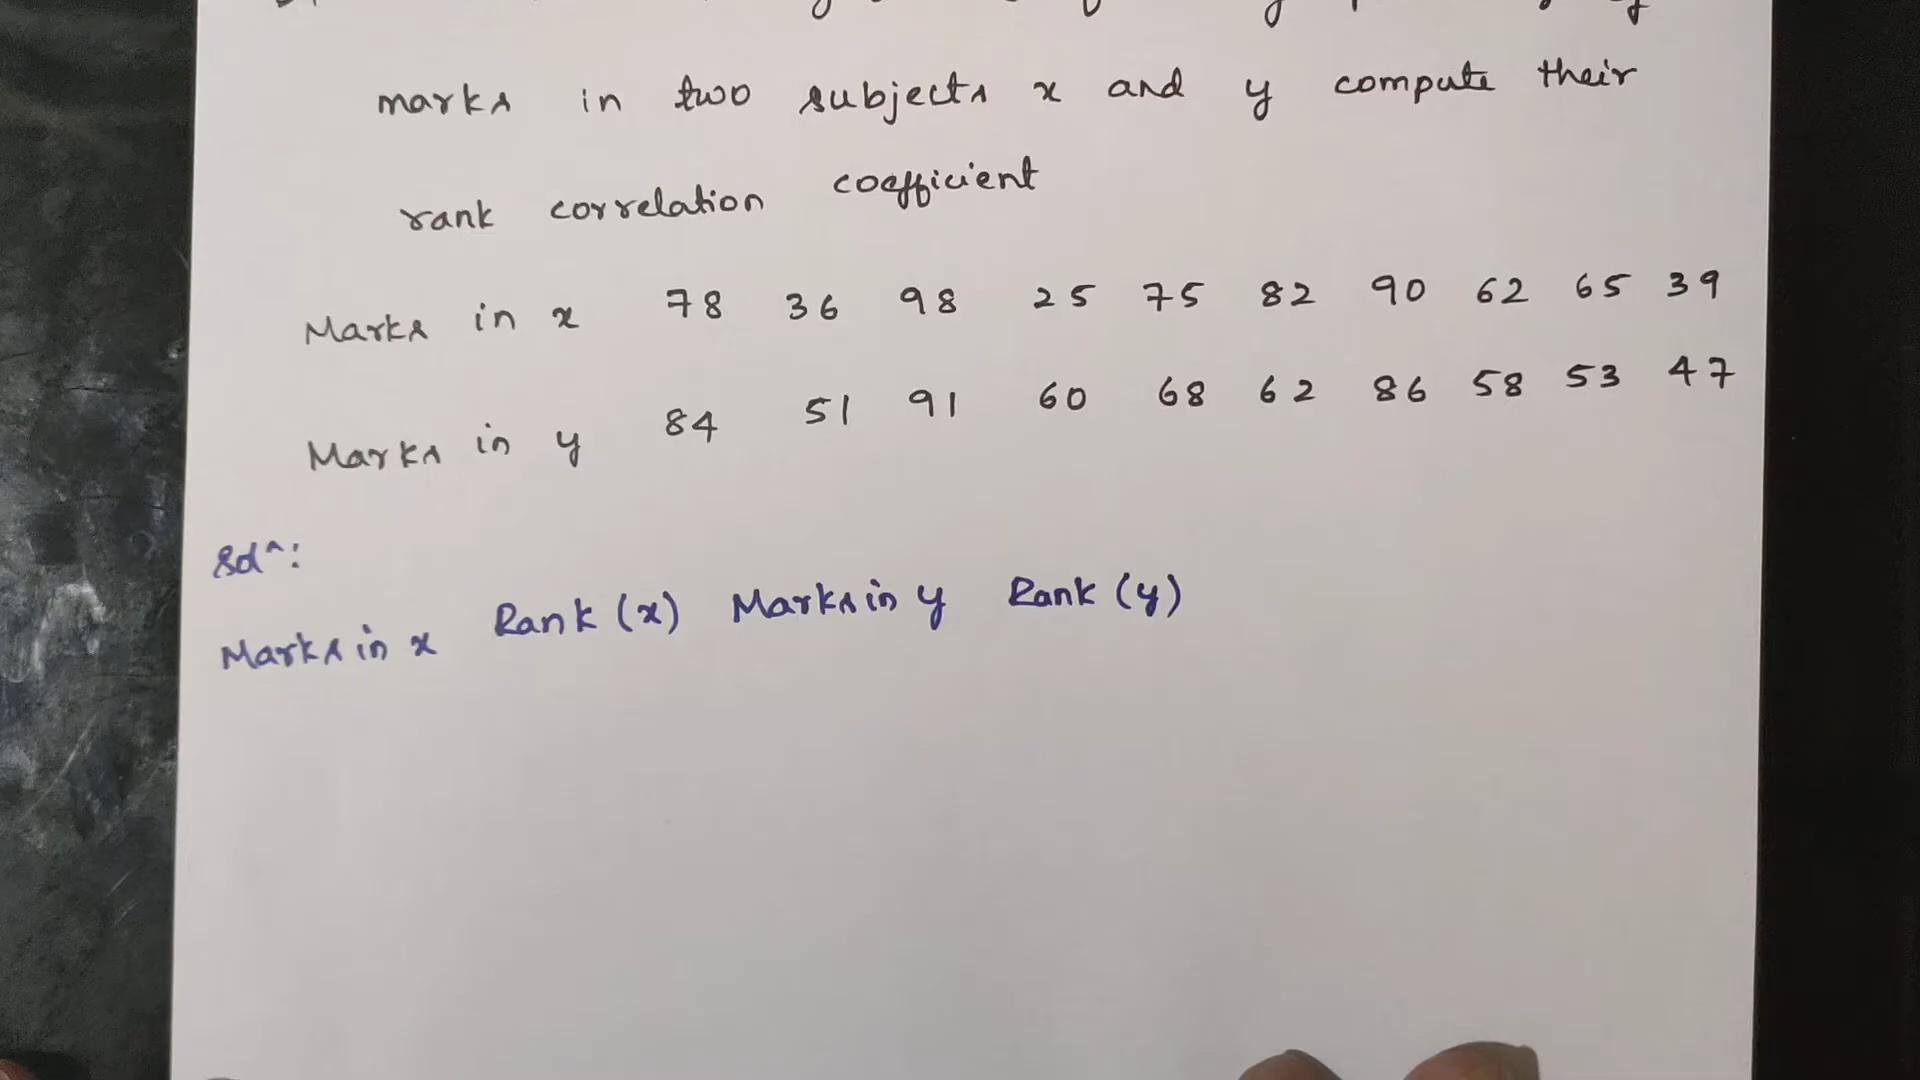 marks in two subjects x and y compute their
rank correlation coefficient
Marks in x 78 36 98 25 75 82 90 62 65 39
Marks in y 84 51 91 60 68 62 86 58 53 47
Soln:
Marks in x Rank (x) Marks in y Rank (y)